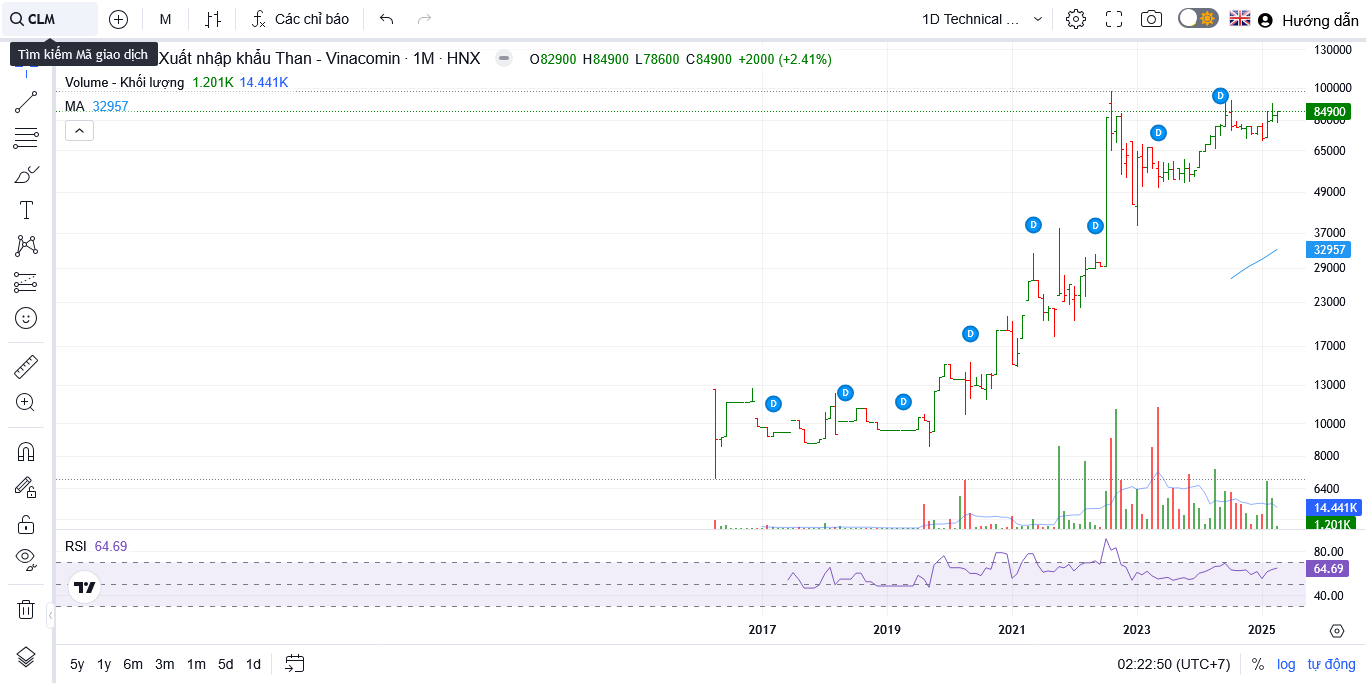 CLM
M
Các chỉ báo
1D Technical ...
Hướng dẫn
Tìm kiếm Mã giao dịch
Xuất nhập khẩu Than - Vinacomin · 1M · HNX
O82900 H84900 L78600 C84900 +2000 (+2.41%)
Volume - Khối lượng 1.201K 14.441K
MA 32957
130000
100000
84900
80000
65000
49000
37000
32957
29000
23000
17000
13000
10000
8000
6400
14.441K
1.201K
D
D
D
D
D
D
D
D
RSI 64.69
80.00
64.69
40.00
2017
2019
2021
2023
2025
5y 1y 6m 3m 1m 5d 1d
02:22:50 (UTC+7)
% log tự động